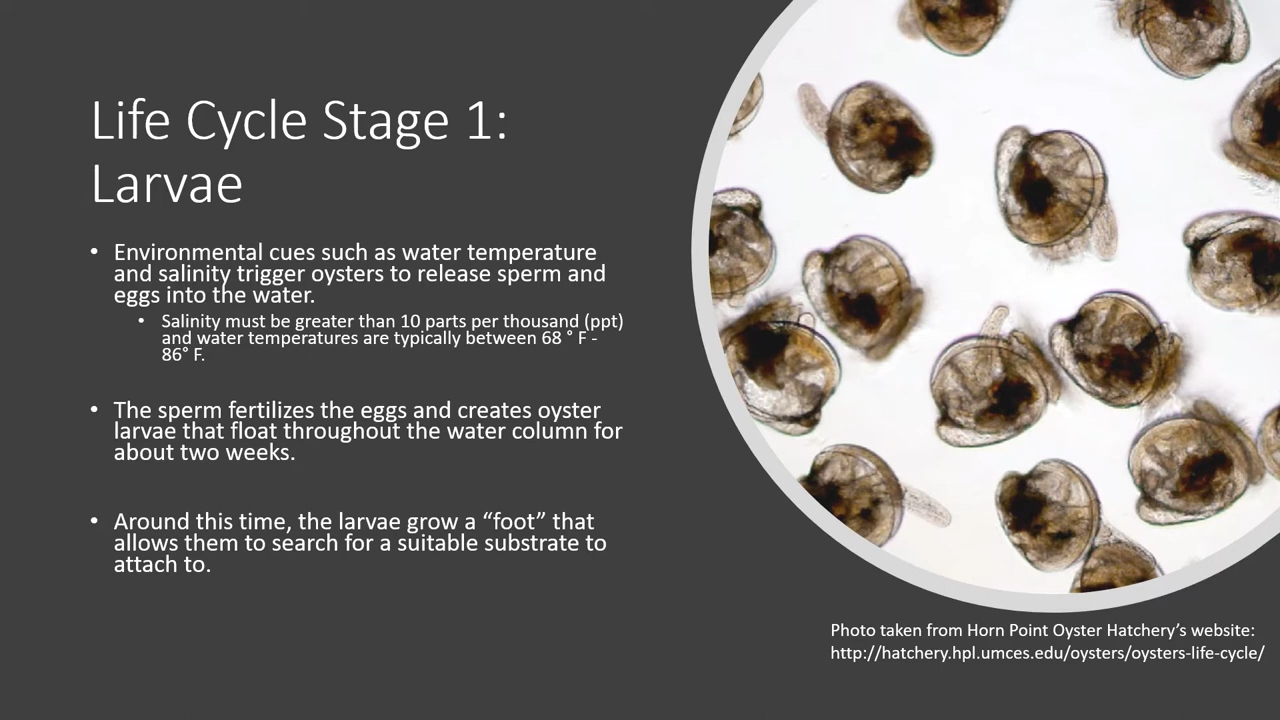 Life Cycle Stage 1:
Larvae
• Environmental cues such as water temperature
and salinity trigger oysters to release sperm and
eggs into the water.
• Salinity must be greater than 10 parts per thousand (ppt)
and water temperatures are typically between 68 ° F -
86° F.
• The sperm fertilizes the eggs and creates oyster
larvae that float throughout the water column for
about two weeks.
• Around this time, the larvae grow a “foot” that
allows them to search for a suitable substrate to
attach to.
Photo taken from Horn Point Oyster Hatchery’s website:
http://hatchery.hpl.umces.edu/oysters/oysters-life-cycle/